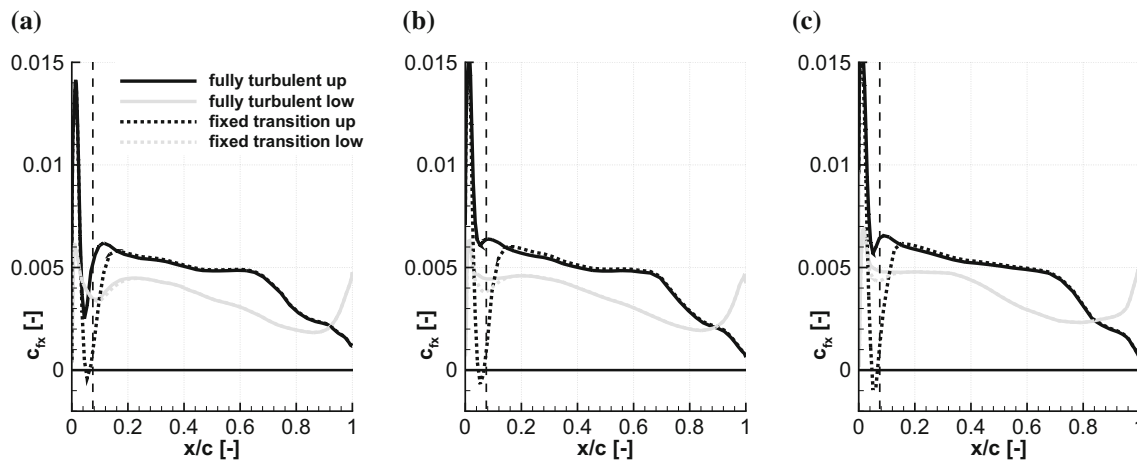 (a)
(b)
(c)
0.015
0.01
0.005
0
c_fx [-]
0 0.2 0.4 0.6 0.8 1
x/c [-]
fully turbulent up
fully turbulent low
fixed transition up
fixed transition low
0.015
0.01
0.005
0
c_fx [-]
0 0.2 0.4 0.6 0.8 1
x/c [-]
0.015
0.01
0.005
0
c_fx [-]
0 0.2 0.4 0.6 0.8 1
x/c [-]